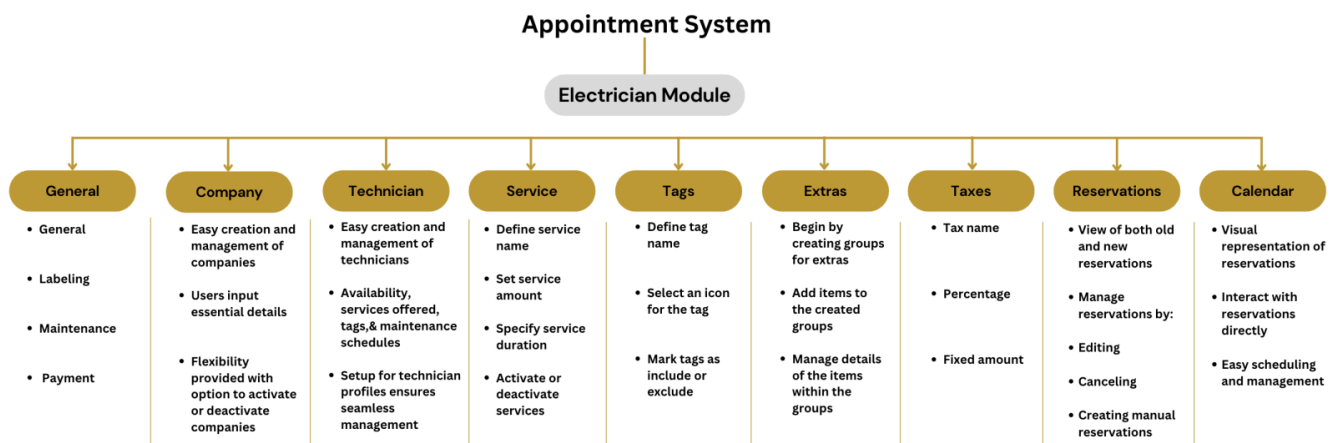 Appointment System
Electrician Module
General
• General
• Labeling
• Maintenance
• Payment
Company
• Easy creation and
management of
companies
• Users input
essential details
• Flexibility
provided with
option to activate
or deactivate
companies
Technician
• Easy creation and
management of
technicians
• Availability,
services offered,
tags,& maintenance
schedules
• Setup for technician
profiles ensures
seamless
management
Service
• Define service
name
• Set service
amount
• Specify service
duration
• Activate or
deactivate
services
Tags
• Define tag
name
• Select an icon
for the tag
• Mark tags as
include or
exclude
Extras
• Begin by
creating groups
for extras
• Add items to
the created
groups
• Manage details
of the items
within the
groups
Taxes
• Tax name
• Percentage
• Fixed amount
Reservations
• View of both old
and new
reservations
• Manage
reservations by:
• Editing
• Canceling
• Creating manual
reservations
Calendar
• Visual
representation of
reservations
• Interact with
reservations
directly
• Easy scheduling
and management